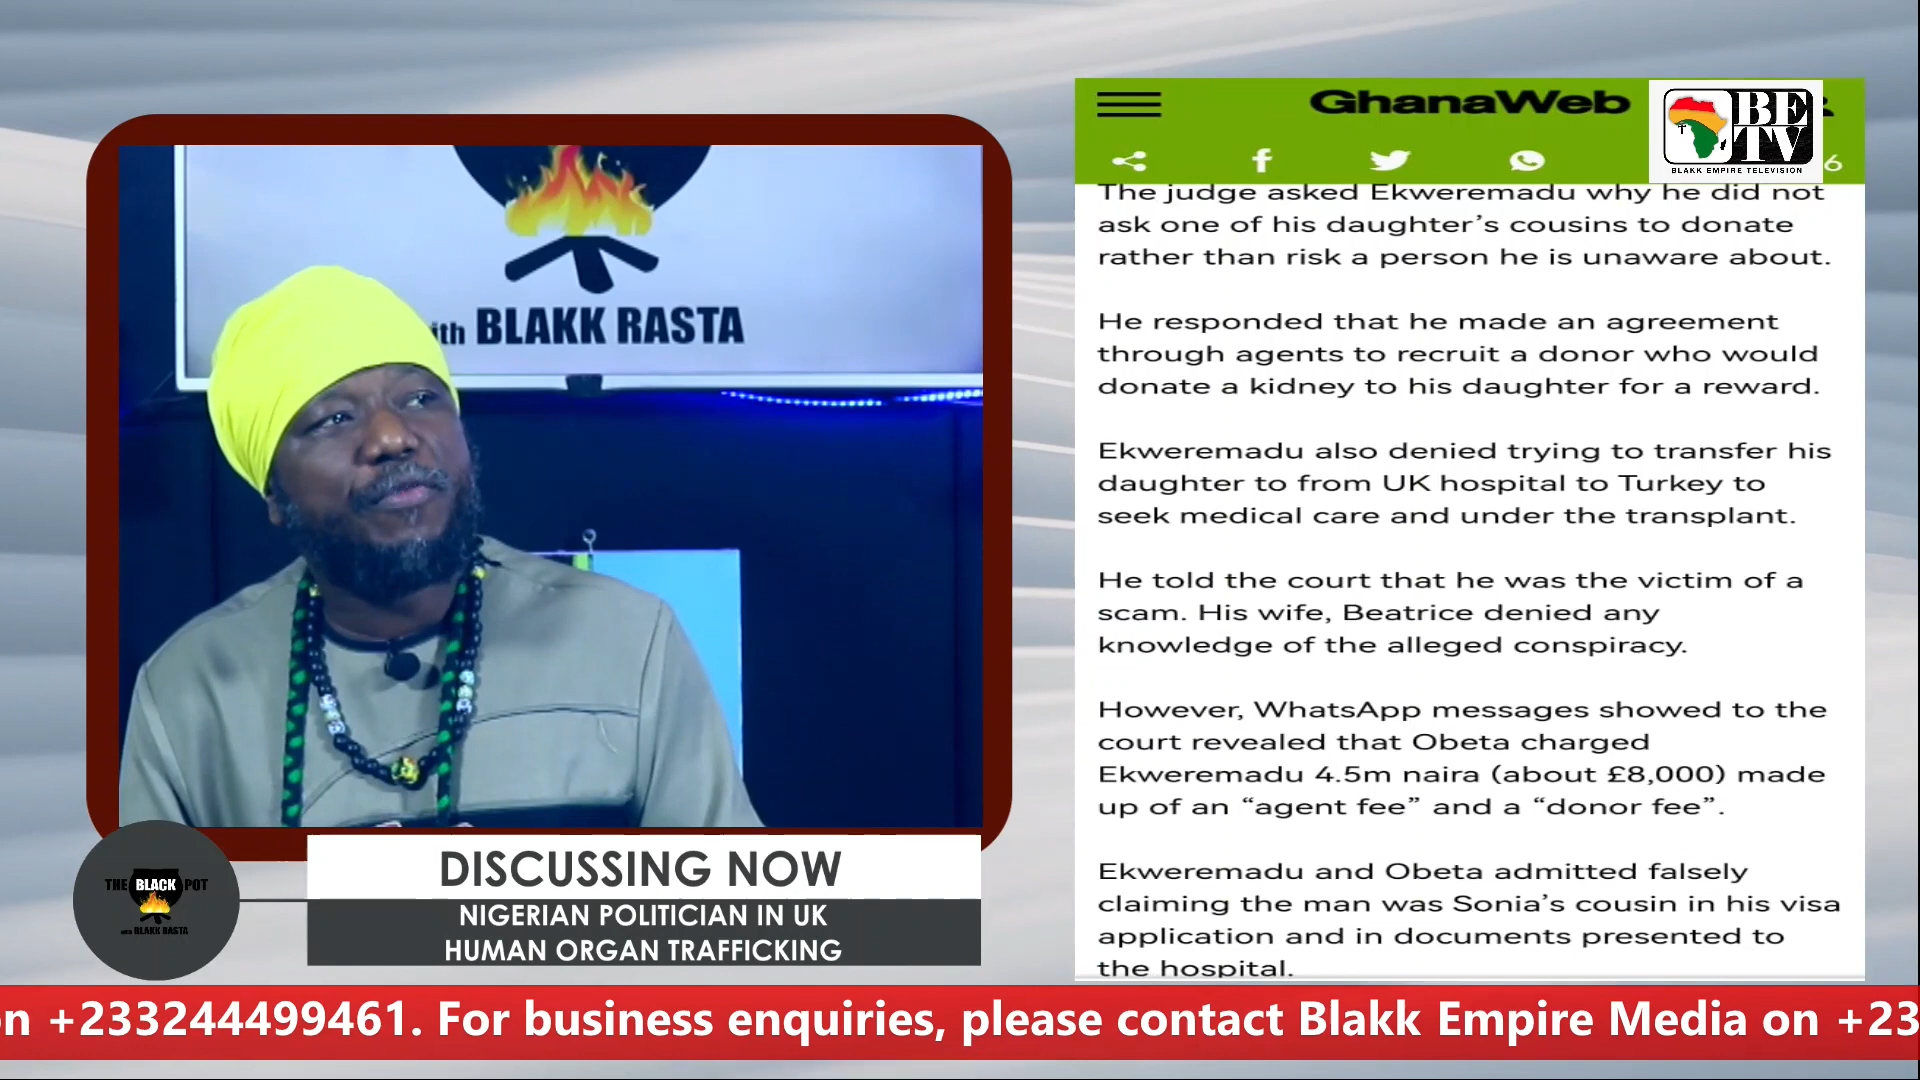 ith BLAKK RASTA
GhanaWeb
BE
TV
BLAKK EMPIRE TELEVISION
6
The judge asked Ekweremadu why he did not
ask one of his daughter’s cousins to donate
rather than risk a person he is unaware about.
He responded that he made an agreement
through agents to recruit a donor who would
donate a kidney to his daughter for a reward.
Ekweremadu also denied trying to transfer his
daughter to from UK hospital to Turkey to
seek medical care and under the transplant.
He told the court that he was the victim of a
scam. His wife, Beatrice denied any
knowledge of the alleged conspiracy.
However, WhatsApp messages showed to the
court revealed that Obeta charged
Ekweremadu 4.5m naira (about £8,000) made
up of an “agent fee” and a “donor fee”.
Ekweremadu and Obeta admitted falsely
claiming the man was Sonia’s cousin in his visa
application and in documents presented to
the hospital.
THE BLACK POT
with BLAKK RASTA
DISCUSSING NOW
NIGERIAN POLITICIAN IN UK
HUMAN ORGAN TRAFFICKING
on +233244499461. For business enquiries, please contact Blakk Empire Media on +23